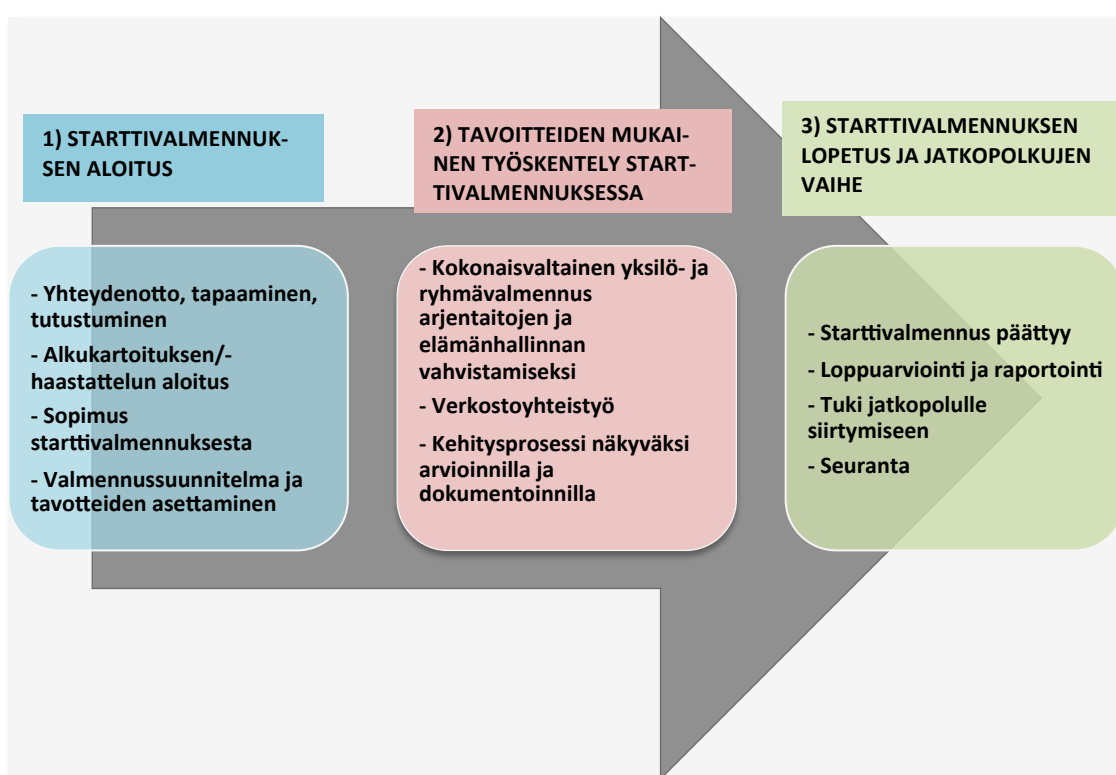 1) STARTTIVALMENNUK-
SEN ALOITUS
- Yhteydenotto, tapaaminen,
tutustuminen
- Alkukartoituksen/-
haastattelun aloitus
- Sopimus
starttivalmennuksesta
- Valmennussuunnitelma ja
tavotteiden asettaminen
2) TAVOITTEIDEN MUKAI-
NEN TYÖSKENTELY START-
TIVALMENNUKSESSA
- Kokonaisvaltainen yksilö- ja
ryhmävalmennus
arjentaitojen ja
elämänhallinnan
vahvistamiseksi
- Verkostoyhteistyö
- Kehitysprosessi näkyväksi
arvioinnilla ja
dokumentoinnilla
3) STARTTIVALMENNUKSEN
LOPETUS JA JATKOPOLKUJEN
VAIHE
- Starttivalmennus päättyy
- Loppuarviointi ja raportointi
- Tuki jatkopolulle
siirtymiseen
- Seuranta